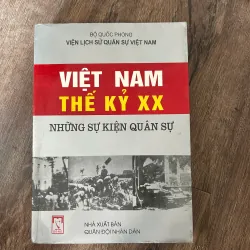 BỘ QUỐC PHÒNG
VIỆN LỊCH SỬ QUÂN SỰ VIỆT NAM
VIỆT NAM
THẾ KỶ XX
NHỮNG SỰ KIỆN QUÂN SỰ
NHÀ XUẤT BẢN
QUÂN ĐỘI NHÂN DÂN